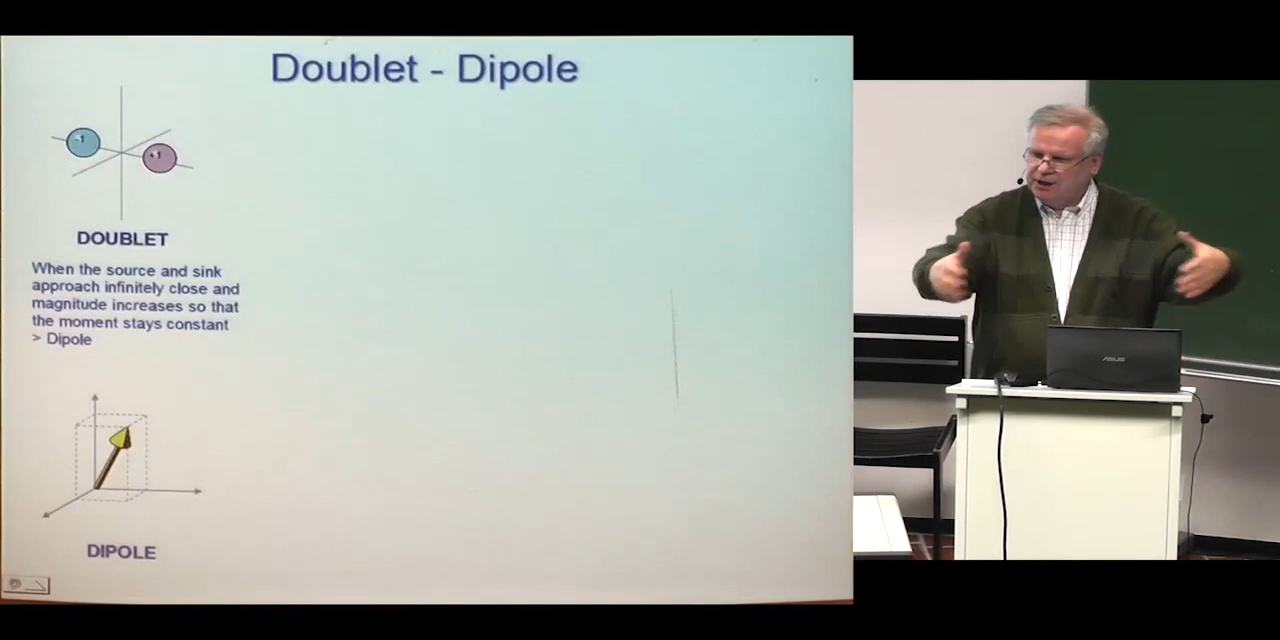 Doublet - Dipole
-1
+1
DOUBLET
When the source and sink
approach infinitely close and
magnitude increases so that
the moment stays constant
> Dipole
DIPOLE
ASUS